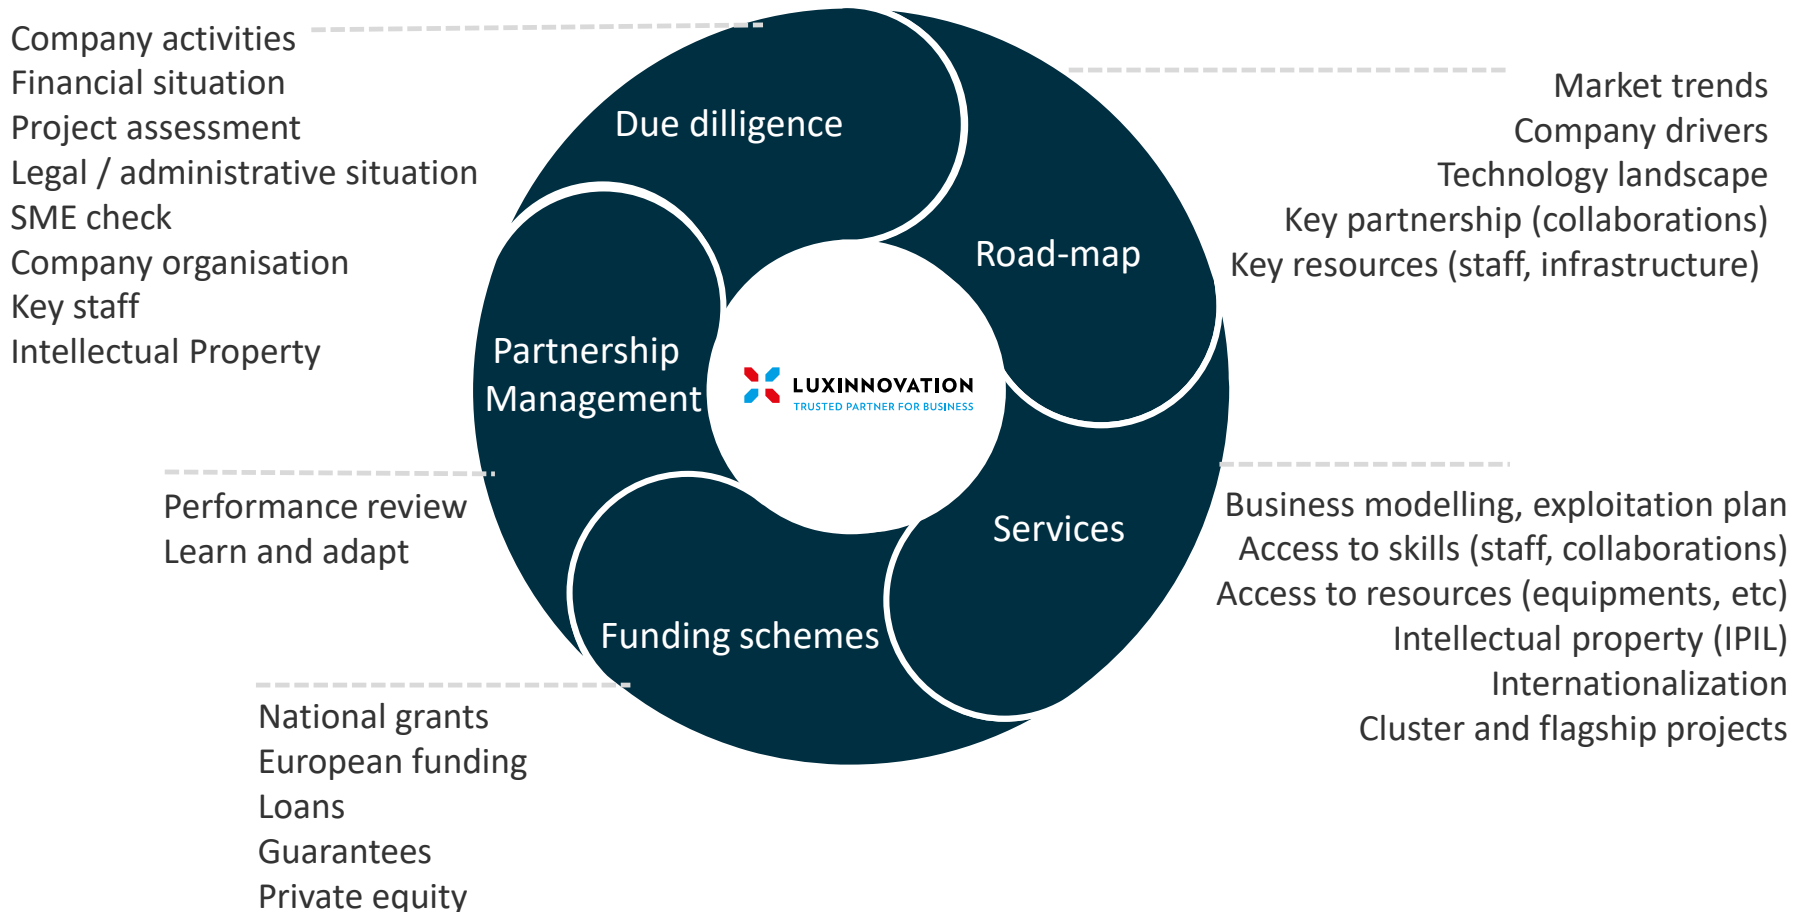 Company activities
Financial situation
Project assessment
Legal / administrative situation
SME check
Company organisation
Key staff
Intellectual Property
Due dilligence
Market trends
Company drivers
Technology landscape
Key partnership (collaborations)
Key resources (staff, infrastructure)
Road-map
Partnership
Management
LUXINNOVATION
TRUSTED PARTNER FOR BUSINESS
Performance review
Learn and adapt
Services
Business modelling, exploitation plan
Access to skills (staff, collaborations)
Access to resources (equipments, etc)
Intellectual property (IPIL)
Internationalization
Cluster and flagship projects
Funding schemes
National grants
European funding
Loans
Guarantees
Private equity